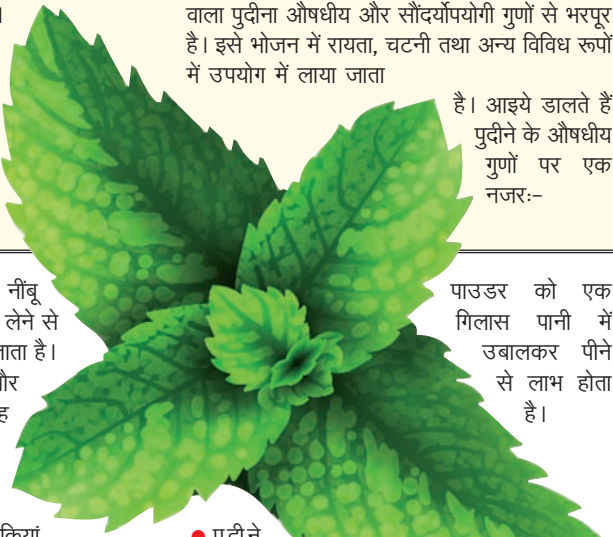 वाला पुदीना औषधीय और सौंदर्योपयोगी गुणों से भरपूर
है। इसे भोजन में रायता, चटनी तथा अन्य विविध रूपों
में उपयोग में लाया जाता
है। आइये डालते हैं
पुदीने के औषधीय
गुणों पर एक
नजरः–
नींबू
लेने से
है।
पाउडर को एक
गिलास पानी में
उबालकर पीने
से लाभ होता
है।
● पुदीने